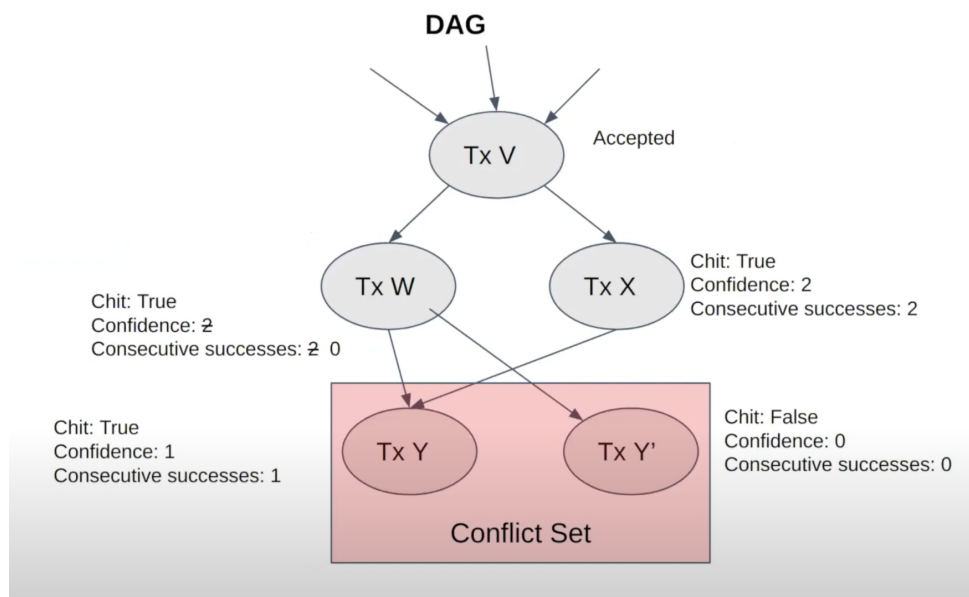 DAG
Tx V
Accepted
Tx W
Tx X
Chit: True
Confidence: 2
Consecutive successes: 2
Chit: True
Confidence: 2
Consecutive successes: 2 0
Chit: True
Confidence: 1
Consecutive successes: 1
Tx Y
Tx Y’
Chit: False
Confidence: 0
Consecutive successes: 0
Conflict Set